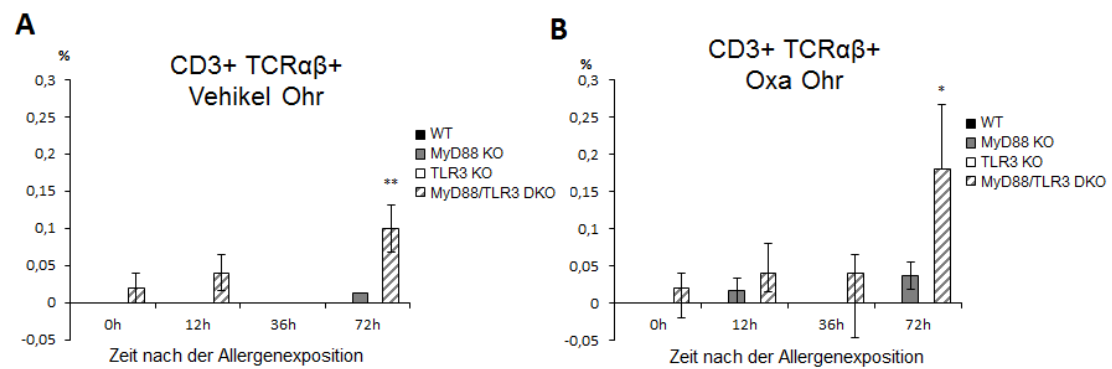 A
%
CD3+ TCRαβ+
Vehikel Ohr
0,3
0,25
0,2
0,15
0,1
0,05
0
-0,05
**
WT
MyD88 KO
TLR3 KO
MyD88/TLR3 DKO
0h 12h 36h 72h
Zeit nach der Allergenexposition
B
%
CD3+ TCRαβ+
Oxa Ohr
0,3
0,25
0,2
0,15
0,1
0,05
0
-0,05
*
WT
MyD88 KO
TLR3 KO
MyD88/TLR3 DKO
0h 12h 36h 72h
Zeit nach der Allergenexposition